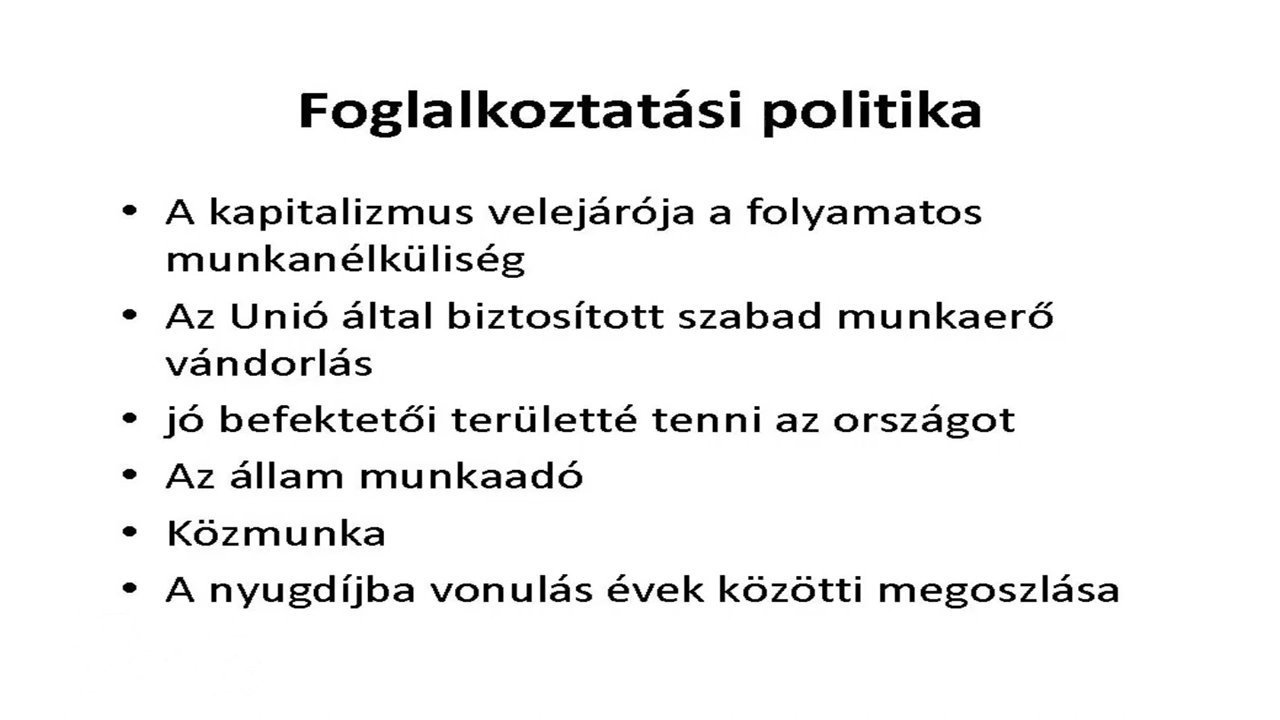 Foglalkoztatási politika
• A kapitalizmus velejárója a folyamatos
munkanélküliség
• Az Unió által biztosított szabad munkaerő
vándorlás
• jó befektetői területté tenni az országot
• Az állam munkaadó
• Közmunka
• A nyugdíjba vonulás évek közötti megoszlása